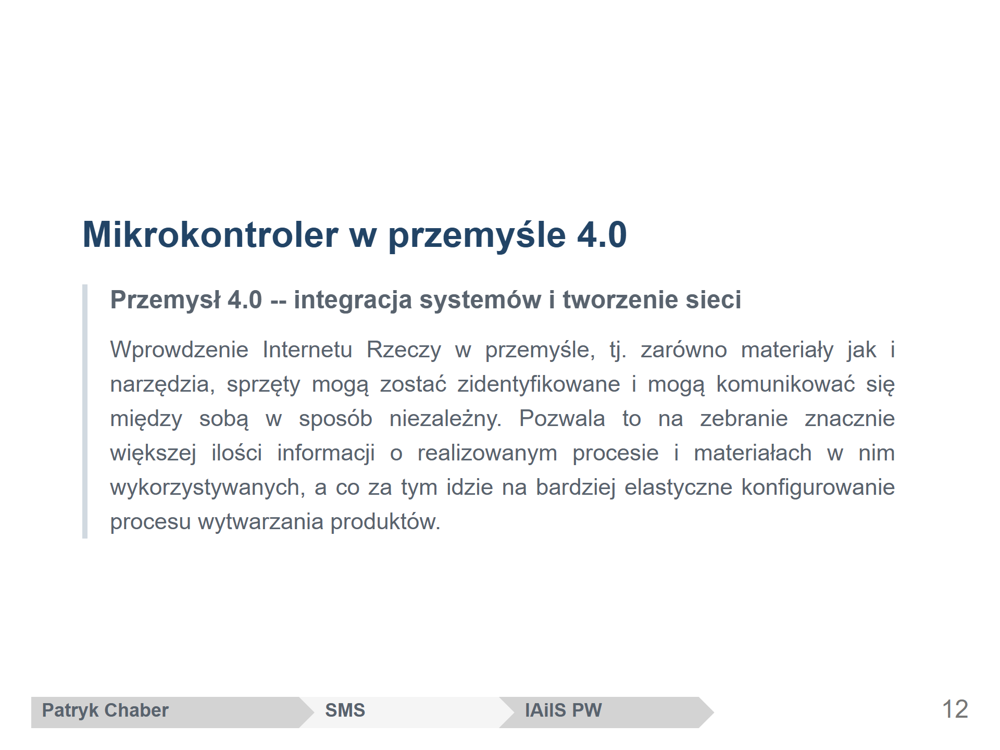 Mikrokontroler w przemyśle 4.0
Przemysł 4.0 -- integracja systemów i tworzenie sieci
Wprowdzenie Internetu Rzeczy w przemyśle, tj. zarówno materiały jak i
narzędzia, sprzęty mogą zostać zidentyfikowane i mogą komunikować się
między sobą w sposób niezależny. Pozwala to na zebranie znacznie
większej ilości informacji o realizowanym procesie i materiałach w nim
wykorzystywanych, a co za tym idzie na bardziej elastyczne konfigurowanie
procesu wytwarzania produktów.
Patryk Chaber
SMS
IAiIS PW
12